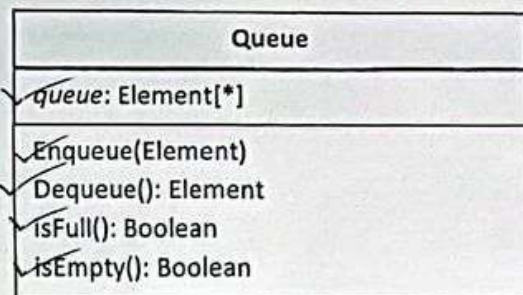 Queue
queue: Element[*]
Enqueue(Element)
Dequeue(): Element
isFull(): Boolean
isEmpty(): Boolean